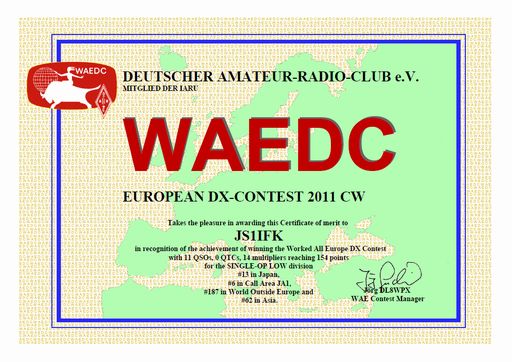 WAEDC
DEUTSCHER AMATEUR-RADIO-CLUB e.V.
MITGLIED DER IARU
WAEDC
EUROPEAN DX-CONTEST 2011 CW
Takes the pleasure in awarding this Certificate of merit to
JS1IFK
in recognition of the achievement of winning the Worked All Europe DX Contest
with 11 QSOs, 0 QTCs, 14 multipliers reaching 154 points
for the SINGLE-OP LOW division
#13 in Japan,
#6 in Call Area JA1,
#187 in World Outside Europe and
#62 in Asia.
Jörg DL8WPX
WAE Contest Manager